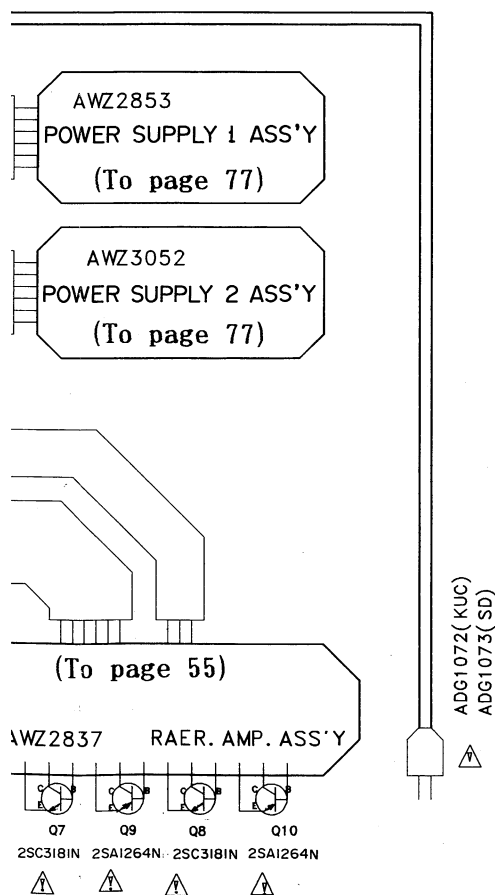 AWZ2853
POWER SUPPLY 1 ASS'Y
(To page 77)
AWZ3052
POWER SUPPLY 2 ASS'Y
(To page 77)
ADG1072(KUC)
ADG1073(SD)
(To page 55)
AWZ2837 RAER. AMP. ASS'Y
C B C B C B C B
E E E E
Q7 Q9 Q8 Q10
2SC3181N 2SA1264N 2SC3181N 2SA1264N
! ! ! ! !